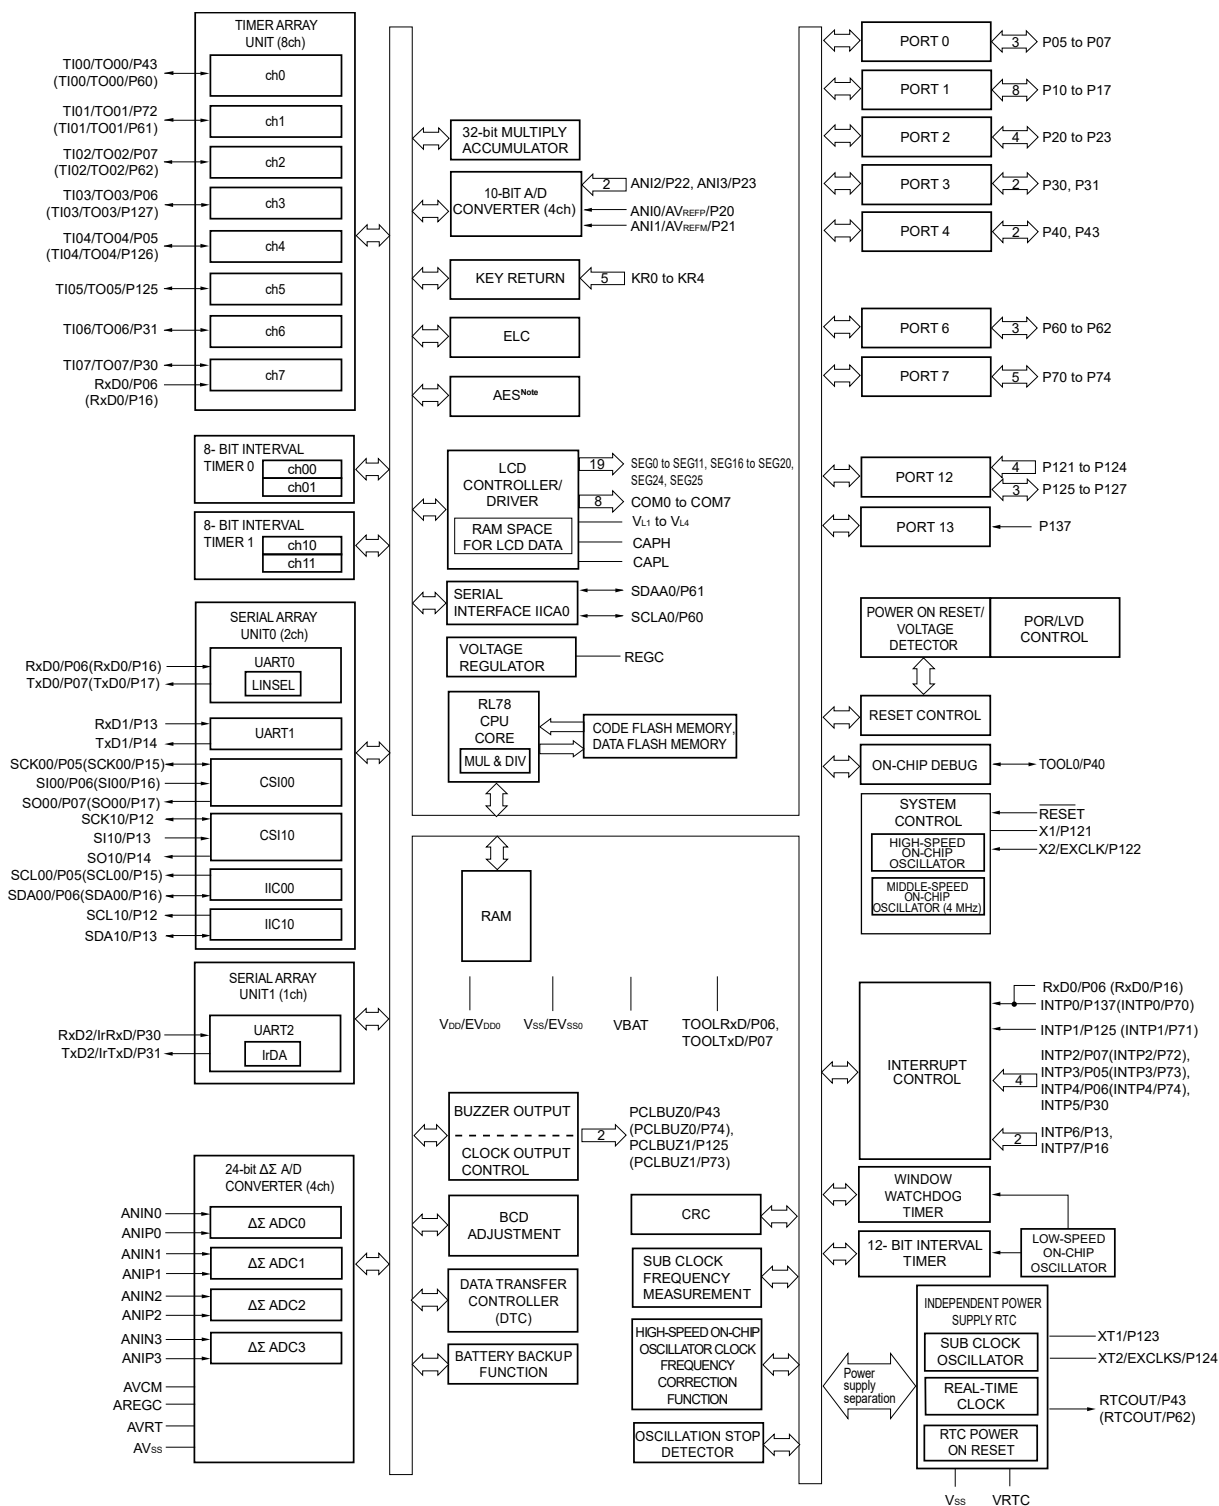 TIMER ARRAY
UNIT (8ch)
TI00/TO00/P43
(TI00/TO00/P60)
ch0
TI01/TO01/P72
(TI01/TO01/P61)
ch1
TI02/TO02/P07
(TI02/TO02/P62)
ch2
TI03/TO03/P06
(TI03/TO03/P127)
ch3
TI04/TO04/P05
(TI04/TO04/P126)
ch4
TI05/TO05/P125
ch5
TI06/TO06/P31
ch6
TI07/TO07/P30
RxD0/P06
(RxD0/P16)
ch7
8- BIT INTERVAL
TIMER 0
ch00
ch01
8- BIT INTERVAL
TIMER 1
ch10
ch11
SERIAL ARRAY
UNIT0 (2ch)
RxD0/P06(RxD0/P16)
TxD0/P07(TxD0/P17)
UART0
LINSEL
RxD1/P13
TxD1/P14
UART1
SCK00/P05(SCK00/P15)
SI00/P06(SI00/P16)
SO00/P07(SO00/P17)
CSI00
SCK10/P12
SI10/P13
SO10/P14
CSI10
SCL00/P05(SCL00/P15)
SDA00/P06(SDA00/P16)
IIC00
SCL10/P12
SDA10/P13
IIC10
SERIAL ARRAY
UNIT1 (1ch)
RxD2/IrRxD/P30
TxD2/IrTxD/P31
UART2
IrDA
24-bit ΔΣ A/D
CONVERTER (4ch)
ANIN0
ANIP0
ΔΣ ADC0
ANIN1
ANIP1
ΔΣ ADC1
ANIN2
ANIP2
ΔΣ ADC2
ANIN3
ANIP3
ΔΣ ADC3
AVCM
AREGC
AVRT
AVSS
32-bit MULTIPLY
ACCUMULATOR
10-BIT A/D
CONVERTER (4ch)
2
ANI2/P22, ANI3/P23
ANI0/AVREFP/P20
ANI1/AVREFM/P21
KEY RETURN
5
KR0 to KR4
ELC
AESNote
LCD
CONTROLLER/
DRIVER
RAM SPACE
FOR LCD DATA
19
SEG0 to SEG11, SEG16 to SEG20,
SEG24, SEG25
8
COM0 to COM7
VL1 to VL4
CAPH
CAPL
SERIAL
INTERFACE IICA0
SDAA0/P61
SCLA0/P60
VOLTAGE
REGULATOR
REGC
RL78
CPU
CORE
MUL & DIV
CODE FLASH MEMORY,
DATA FLASH MEMORY
RAM
VDD/EVDD0
VSS/EVSS0
VBAT
TOOLRxD/P06,
TOOLTxD/P07
BUZZER OUTPUT
CLOCK OUTPUT
CONTROL
2
PCLBUZ0/P43
(PCLBUZ0/P74),
PCLBUZ1/P125
(PCLBUZ1/P73)
BCD
ADJUSTMENT
DATA TRANSFER
CONTROLLER
(DTC)
BATTERY BACKUP
FUNCTION
CRC
SUB CLOCK
FREQUENCY
MEASUREMENT
HIGH-SPEED ON-CHIP
OSCILLATOR CLOCK
FREQUENCY
CORRECTION
FUNCTION
OSCILLATION STOP
DETECTOR
PORT 0
3
P05 to P07
PORT 1
8
P10 to P17
PORT 2
4
P20 to P23
PORT 3
2
P30, P31
PORT 4
2
P40, P43
PORT 6
3
P60 to P62
PORT 7
5
P70 to P74
PORT 12
4
P121 to P124
3
P125 to P127
PORT 13
P137
POWER ON RESET/
VOLTAGE
DETECTOR
POR/LVD
CONTROL
RESET CONTROL
ON-CHIP DEBUG
TOOL0/P40
SYSTEM
CONTROL
HIGH-SPEED
ON-CHIP
OSCILLATOR
MIDDLE-SPEED
ON-CHIP
OSCILLATOR (4 MHz)
RESET
X1/P121
X2/EXCLK/P122
INTERRUPT
CONTROL
RxD0/P06 (RxD0/P16)
INTP0/P137(INTP0/P70)
INTP1/P125 (INTP1/P71)
4
INTP2/P07(INTP2/P72),
INTP3/P05(INTP3/P73),
INTP4/P06(INTP4/P74),
INTP5/P30
2
INTP6/P13,
INTP7/P16
WINDOW
WATCHDOG
TIMER
12- BIT INTERVAL
TIMER
LOW-SPEED
ON-CHIP
OSCILLATOR
Power
supply
separation
INDEPENDENT POWER
SUPPLY RTC
SUB CLOCK
OSCILLATOR
REAL-TIME
CLOCK
RTC POWER
ON RESET
XT1/P123
XT2/EXCLKS/P124
RTCOUT/P43
(RTCOUT/P62)
VSS
VRTC